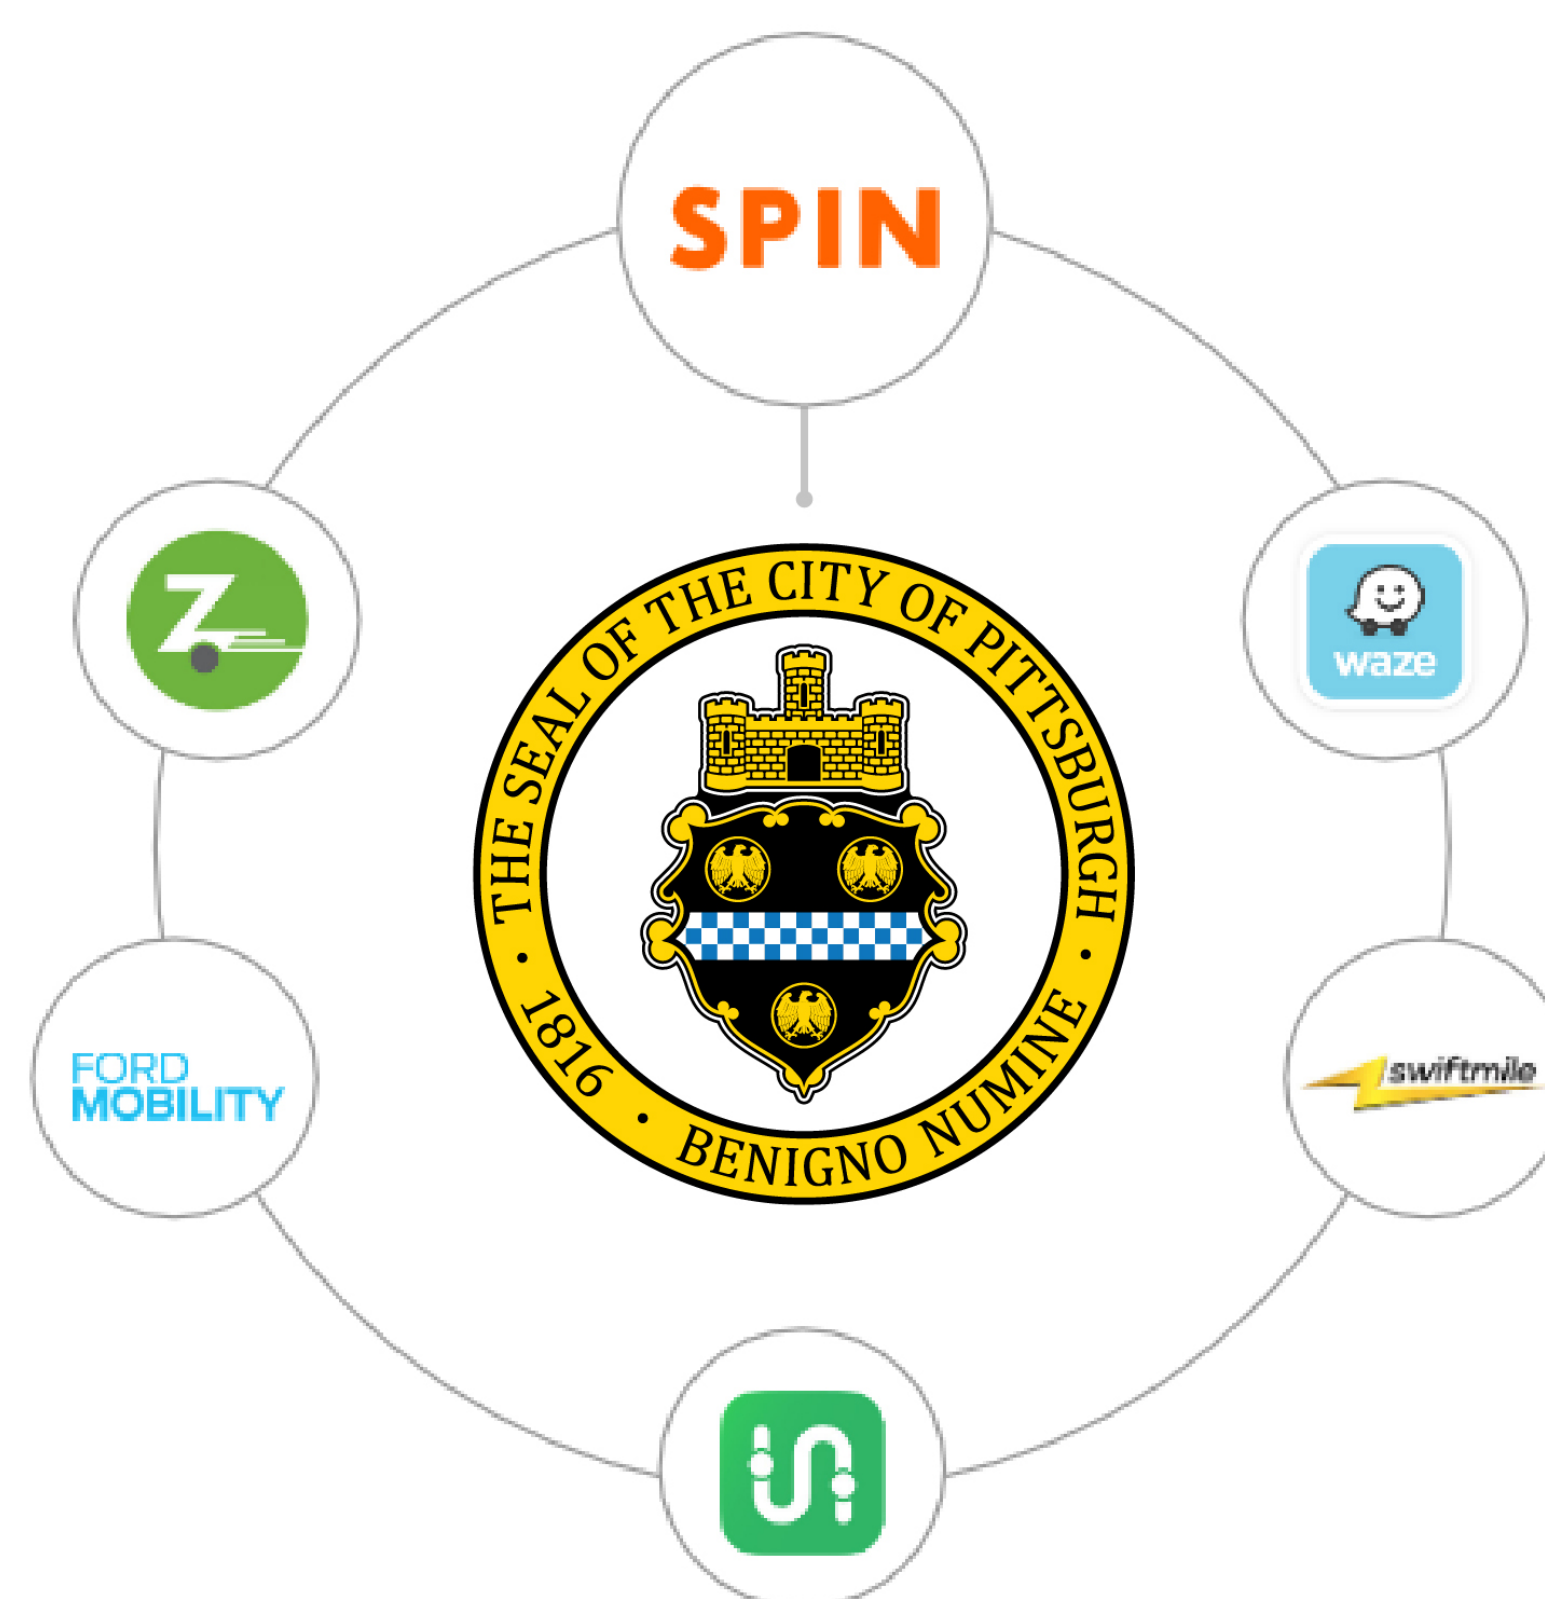 SPIN
Z
waze
THE SEAL OF THE CITY OF PITTSBURGH
· 1816 · BENIGNO NUMINE ·
FORD
MOBILITY
swiftmile